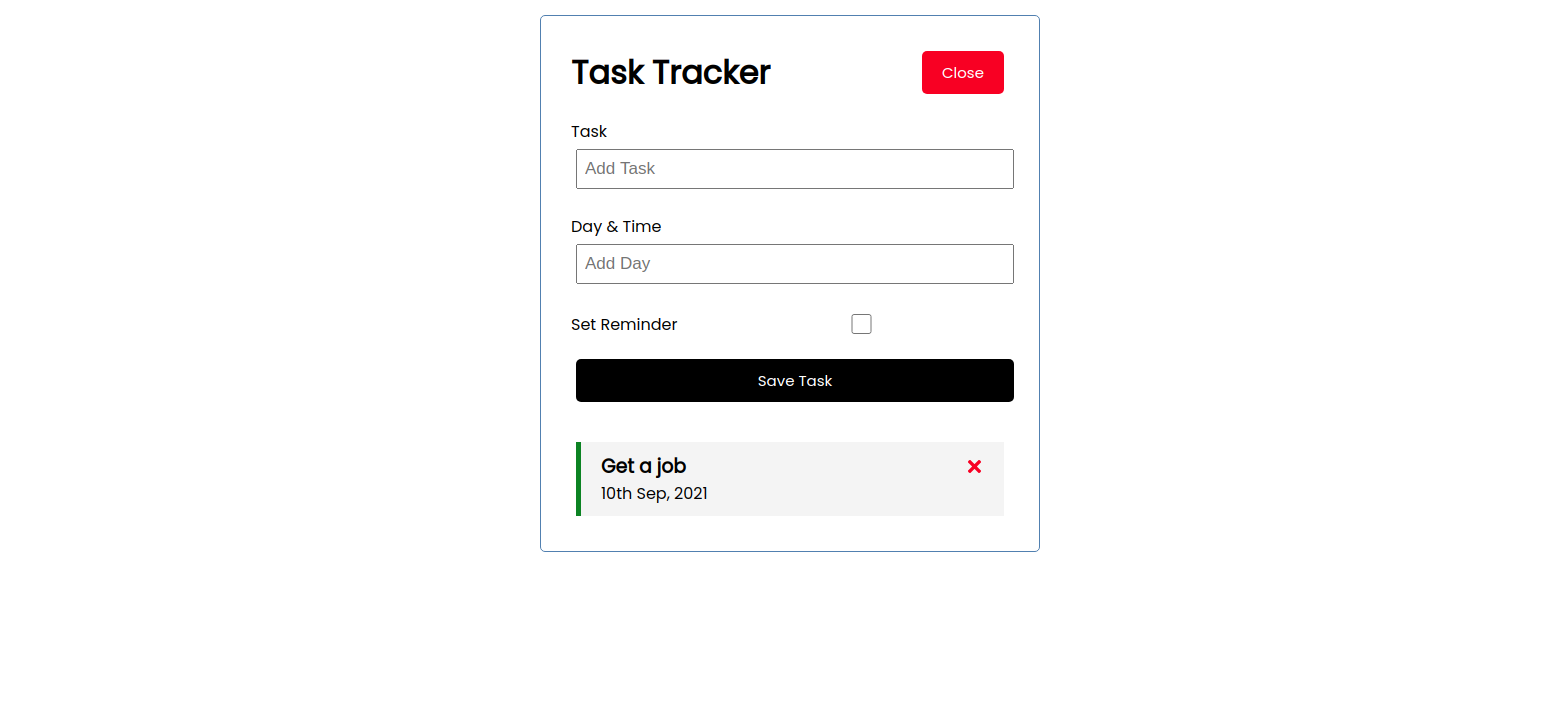 Task Tracker
Close
Task
Add Task
Day & Time
Add Day
Set Reminder
Save Task
Get a job
10th Sep, 2021